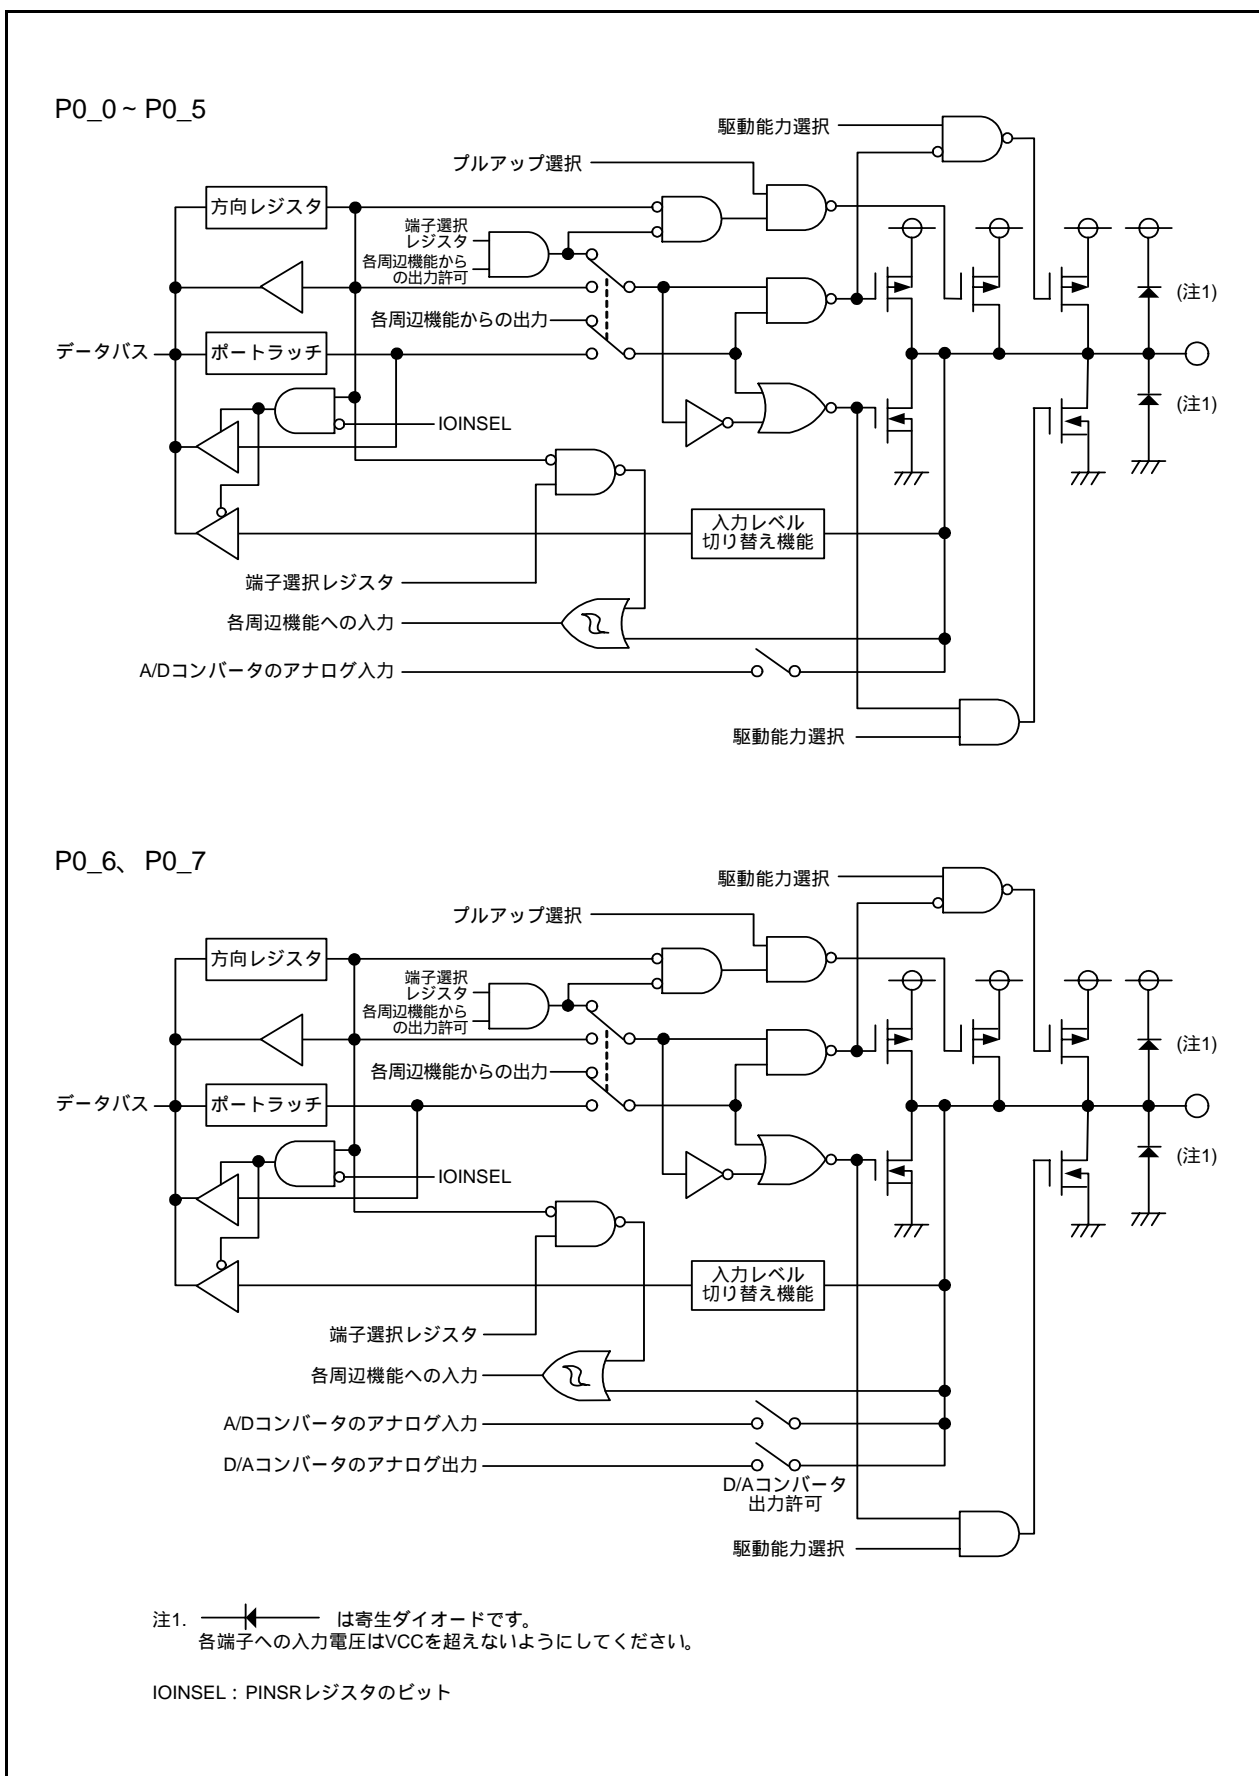 P0_0 ~ P0_5
駆動能力選択
プルアップ選択
方向レジスタ
端子選択
レジスタ
各周辺機能から
の出力許可
(注1)
各周辺機能からの出力
データバス
ポートラッチ
(注1)
IOINSEL
入力レベル
切り替え機能
端子選択レジスタ
各周辺機能への入力
A/Dコンバータのアナログ入力
駆動能力選択
P0_6、P0_7
駆動能力選択
プルアップ選択
方向レジスタ
端子選択
レジスタ
各周辺機能から
の出力許可
(注1)
各周辺機能からの出力
データバス
ポートラッチ
(注1)
IOINSEL
入力レベル
切り替え機能
端子選択レジスタ
各周辺機能への入力
A/Dコンバータのアナログ入力
D/Aコンバータのアナログ出力
D/Aコンバータ
出力許可
駆動能力選択
注1. は寄生ダイオードです。
各端子への入力電圧はVCCを超えないようにしてください。
IOINSEL : PINSRレジスタのビット